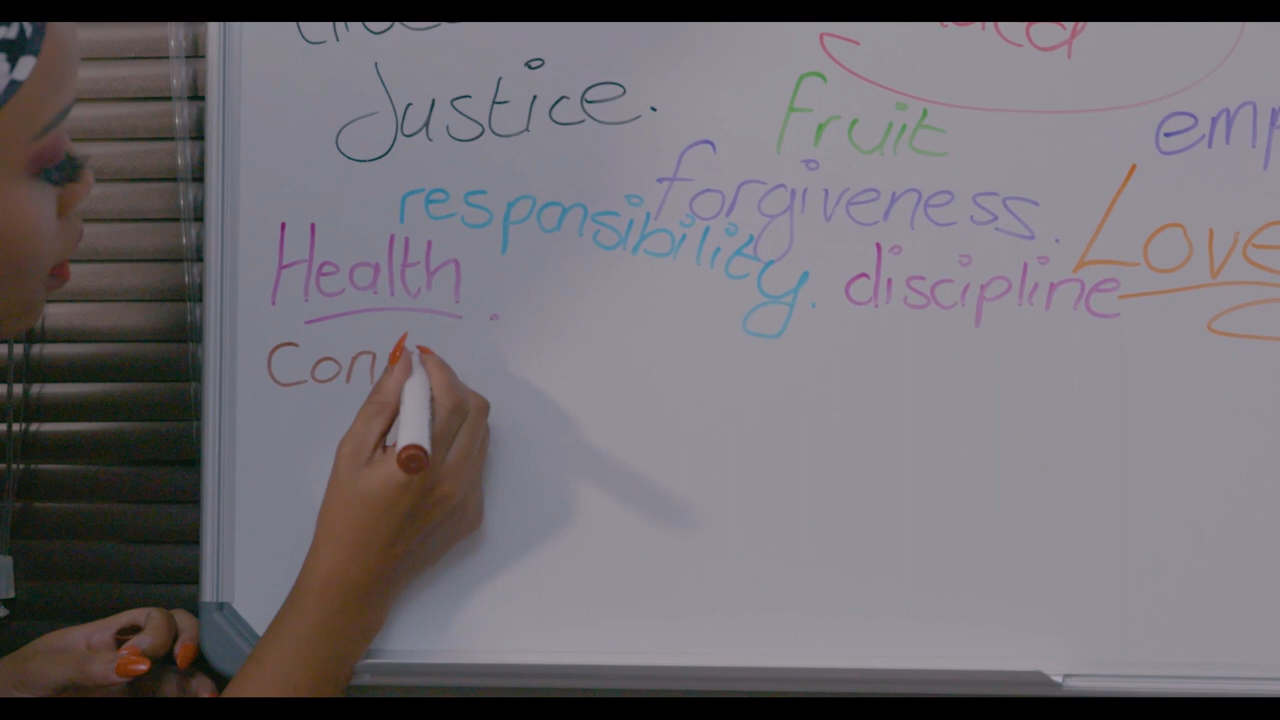 Justice.
fruit
forgiveness.
responsibility.
Love
Health.
discipline
Con